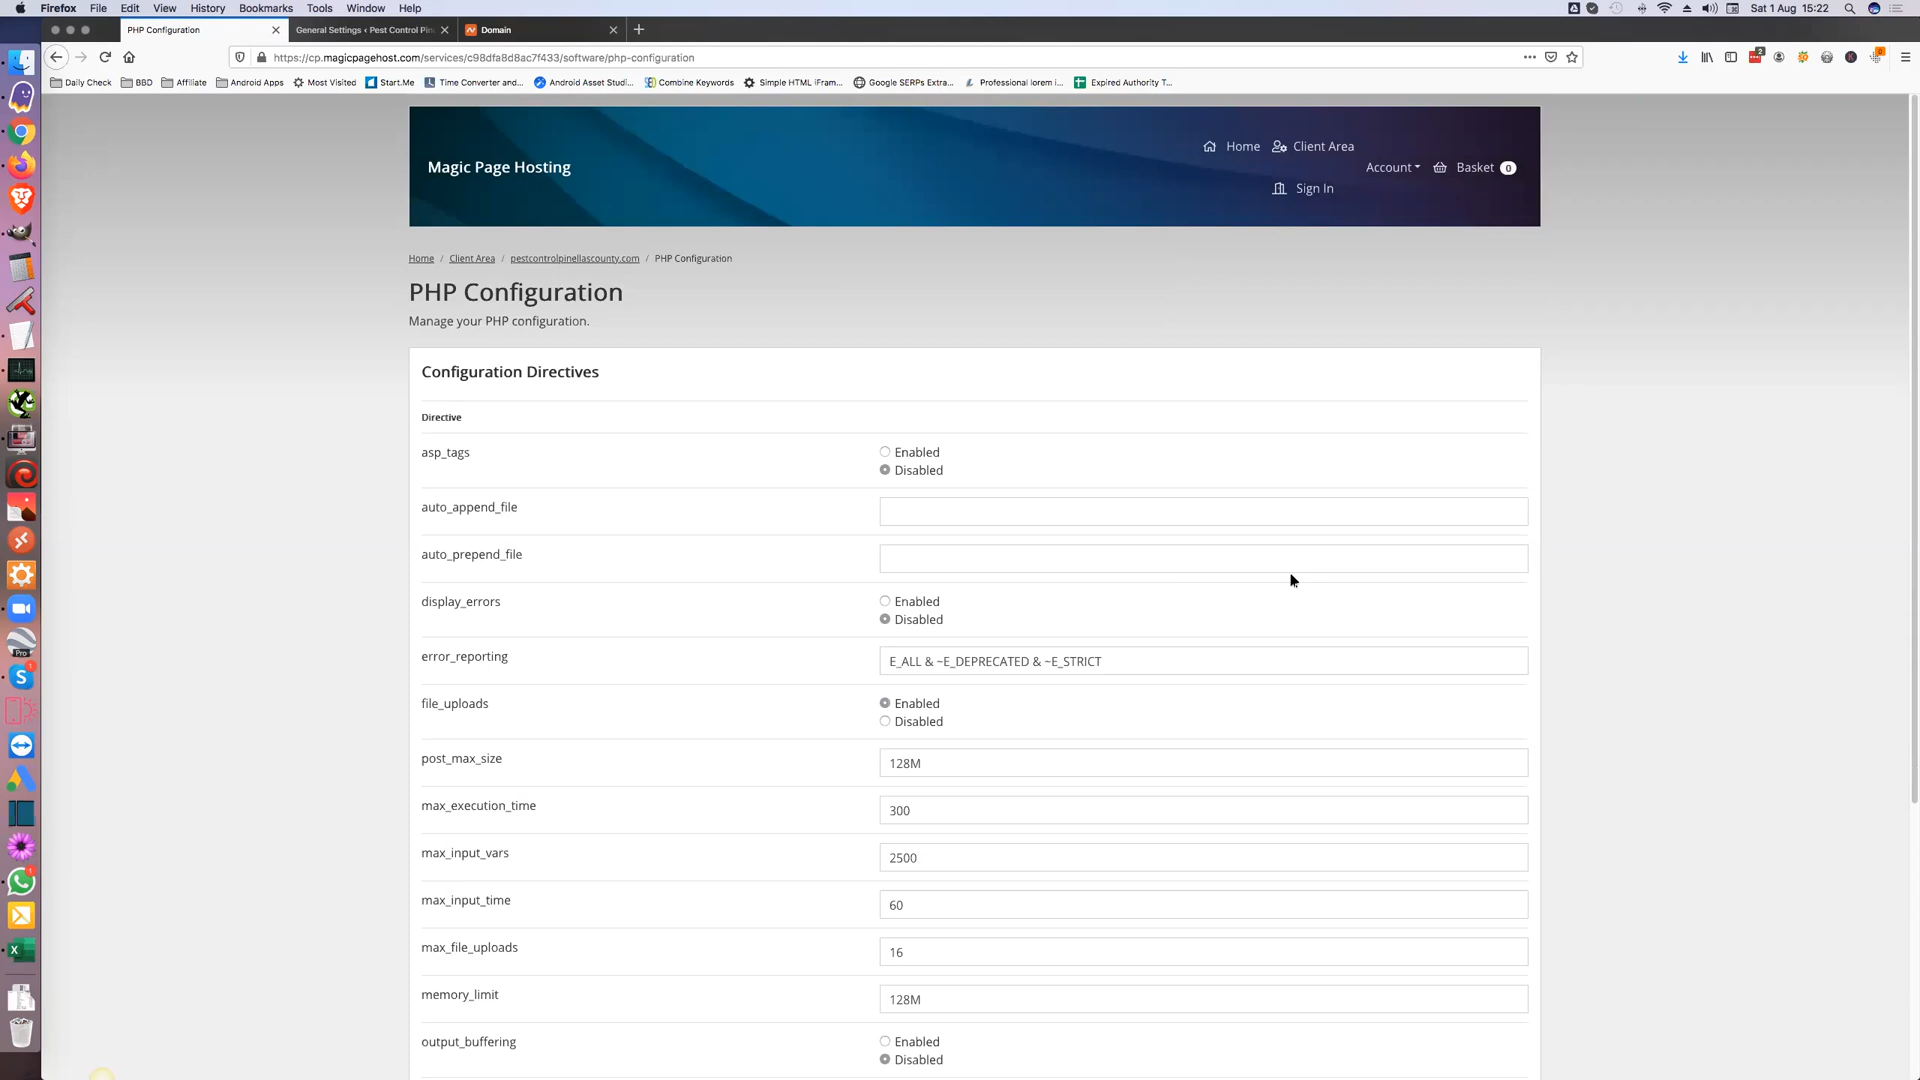 Firefox File Edit View History Bookmarks Tools Window Help Sat 1 Aug 15:22
PHP Configuration General Settings ‹ Pest Control Pin Domain
https://cp.magicpagehost.com/services/c98dfa8d8ac7f433/software/php-configuration 2 0
Daily Check BBD Affiliate Android Apps Most Visited Start.Me Time Converter and... Android Asset Studi... Combine Keywords Simple HTML iFram... Google SERPs Extra... Professional lorem i... Expired Authority T...
Home Client Area
Magic Page Hosting Account Basket 0
Sign In
Home / Client Area / pestcontrolpinellascounty.com / PHP Configuration
PHP Configuration
Manage your PHP configuration.
Configuration Directives
Directive
asp_tags Enabled
Disabled
auto_append_file
auto_prepend_file
display_errors Enabled
Disabled
error_reporting E_ALL & ~E_DEPRECATED & ~E_STRICT
file_uploads Enabled
Disabled
post_max_size 128M
max_execution_time 300
max_input_vars 2500
max_input_time 60
max_file_uploads 16
memory_limit 128M
output_buffering Enabled
Disabled
Pro